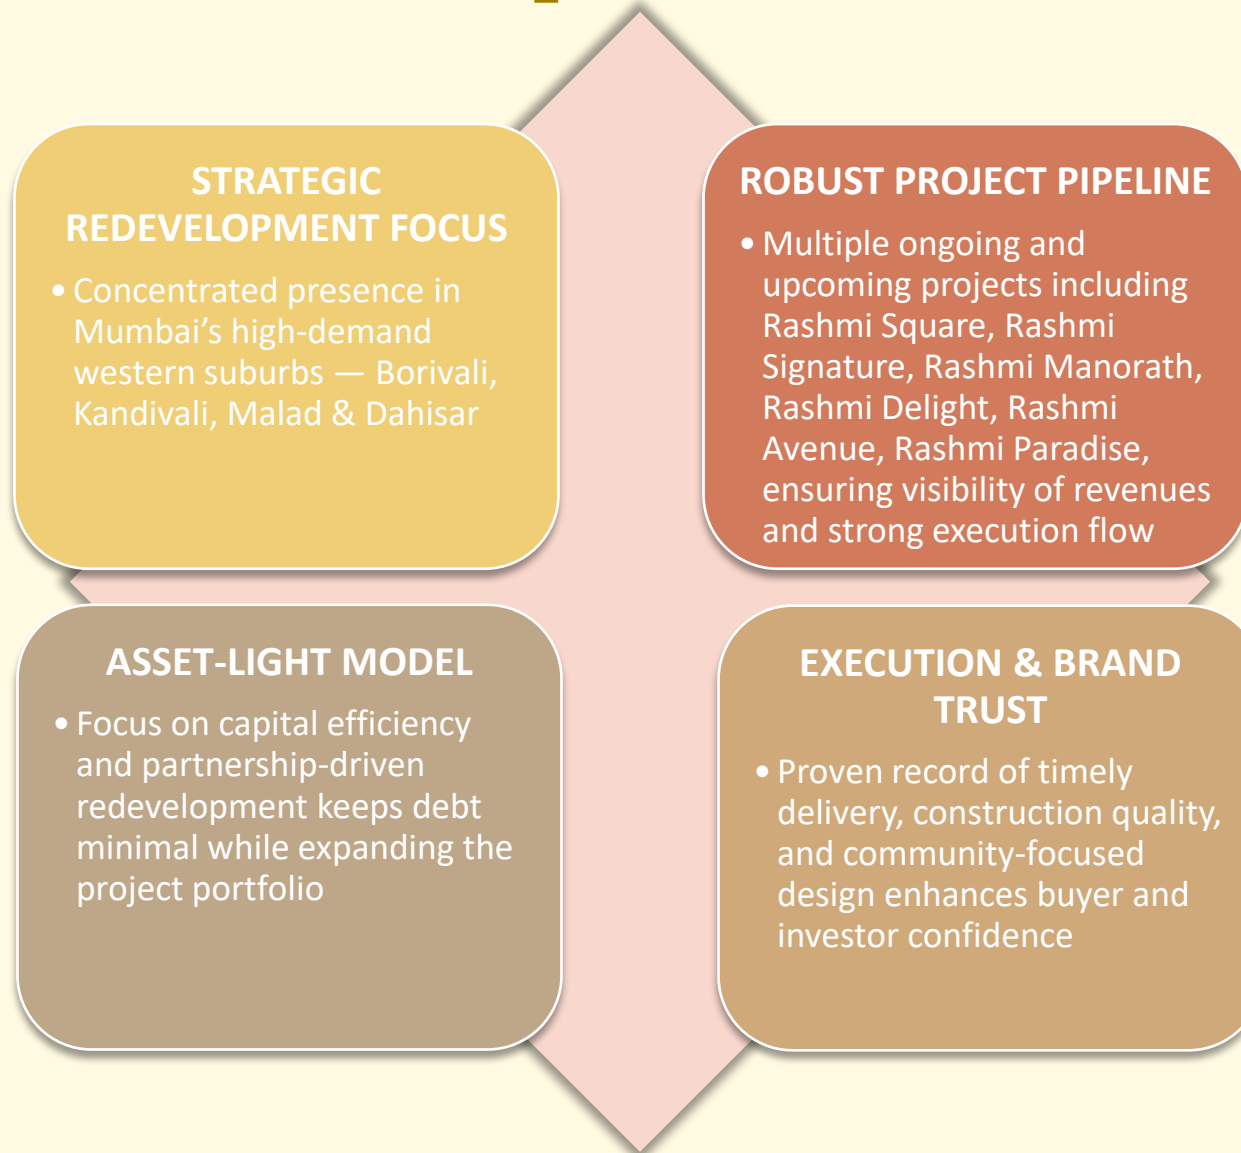 STRATEGIC
REDEVELOPMENT FOCUS
• Concentrated presence in
Mumbai’s high-demand
western suburbs — Borivali,
Kandivali, Malad & Dahisar
ROBUST PROJECT PIPELINE
• Multiple ongoing and
upcoming projects including
Rashmi Square, Rashmi
Signature, Rashmi Manorath,
Rashmi Delight, Rashmi
Avenue, Rashmi Paradise,
ensuring visibility of revenues
and strong execution flow
ASSET-LIGHT MODEL
• Focus on capital efficiency
and partnership-driven
redevelopment keeps debt
minimal while expanding the
project portfolio
EXECUTION & BRAND
TRUST
• Proven record of timely
delivery, construction quality,
and community-focused
design enhances buyer and
investor confidence